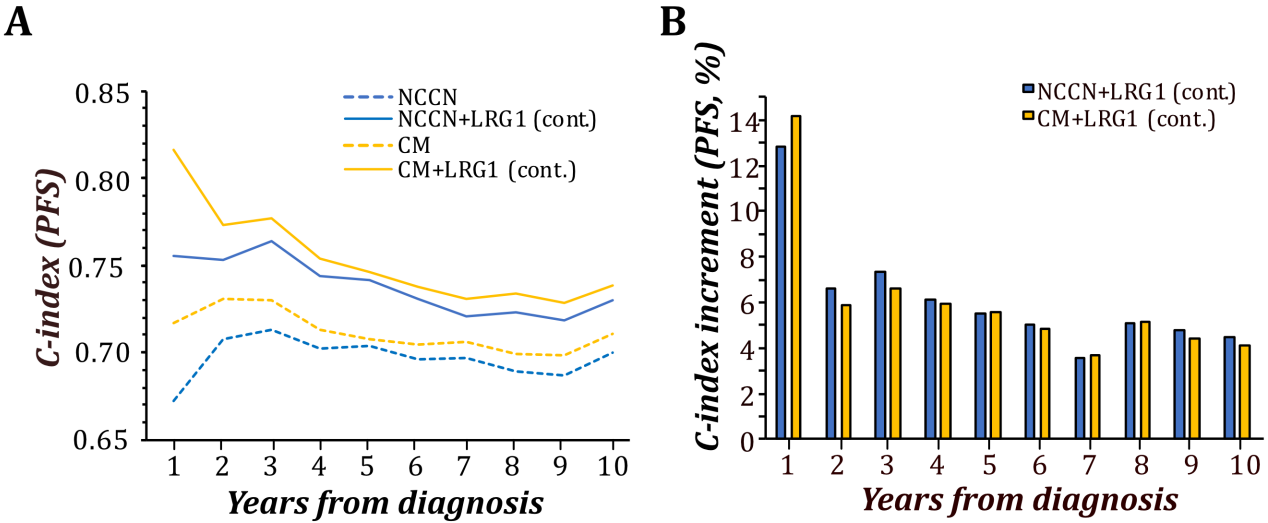 A
C-index (PFS)
0.85
0.80
0.75
0.70
0.65
NCCN
NCCN+LRG1 (cont.)
CM
CM+LRG1 (cont.)
1 2 3 4 5 6 7 8 9 10
Years from diagnosis
B
C-index increment (PFS, %)
14
12
10
8
6
4
2
0
NCCN+LRG1 (cont.)
CM+LRG1 (cont.)
1 2 3 4 5 6 7 8 9 10
Years from diagnosis